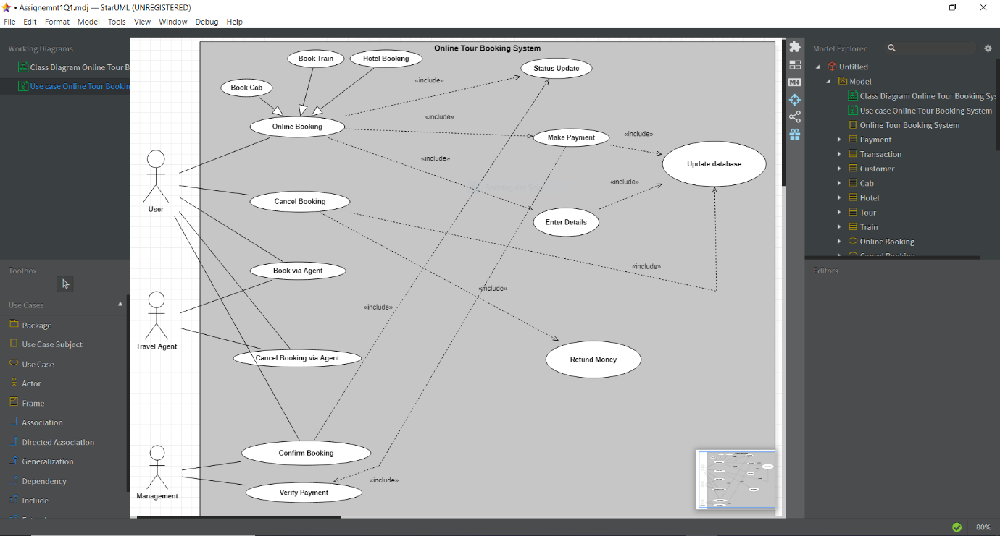 • Assignemnt1Q1.mdj — StarUML (UNREGISTERED)
File Edit Format Model Tools View Window Debug Help
Working Diagrams
Class Diagram Online Tour B
Use case Online Tour Bookin
Toolbox
Use Cases
Package
Use Case Subject
Use Case
Actor
Frame
Association
Directed Association
Generalization
Dependency
Include
Online Tour Booking System
Book Train
Hotel Booking
Status Update
Book Cab
«include»
«include»
Online Booking
Make Payment
«include»
«include»
Update database
«include»
User
Cancel Booking
Enter Details
Book via Agent
«include»
«include»
«include»
Travel Agent
Cancel Booking via Agent
Refund Money
Confirm Booking
«include»
Verify Payment
Management
Model Explorer
Untitled
Model
Class Diagram Online Tour Booking Sys
Use case Online Tour Booking System
Online Tour Booking System
Payment
Transaction
Customer
Cab
Hotel
Tour
Train
Online Booking
Cancel Booking
Editors
80%